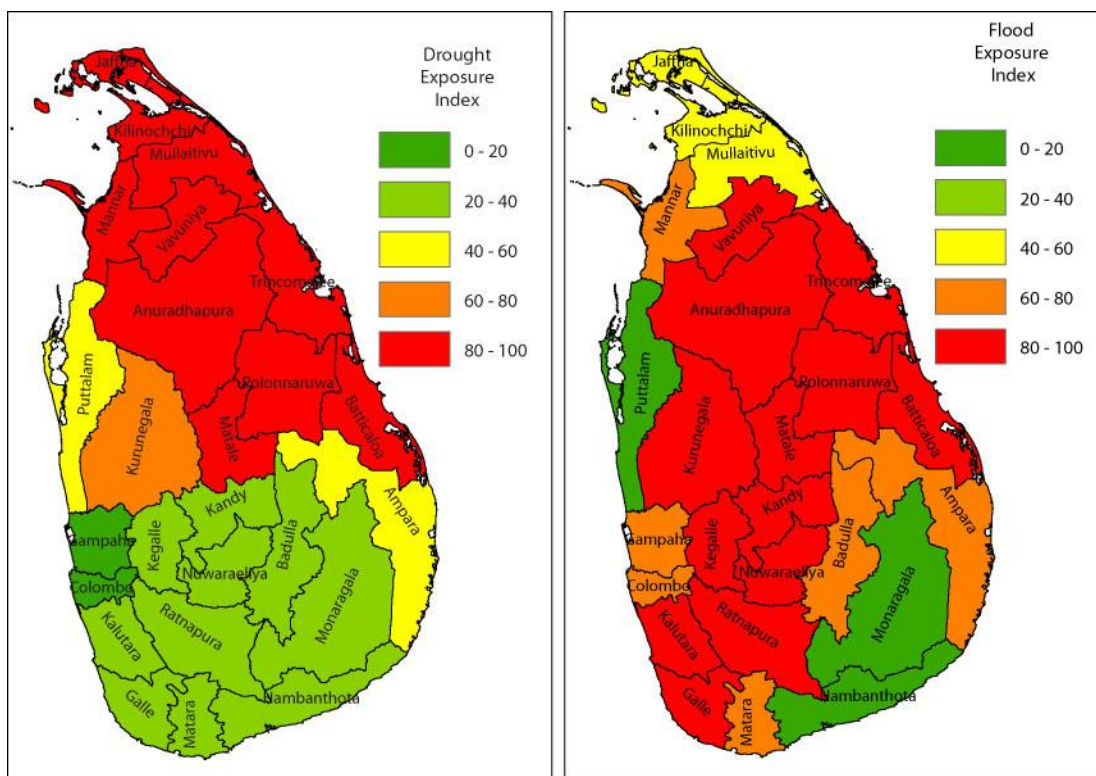 Drought
Exposure
Index
0 - 20
20 - 40
40 - 60
60 - 80
80 - 100
Jaffna
Kilinochchi
Mullaitivu
Mannar
Vavuniya
Trincomalee
Anuradhapura
Polonnaruwa
Puttalam
Batticaloa
Kurunegala
Matale
Ampara
Kandy
Gampaha
Kegalle
Badulla
Nuwaraeliya
Colombo
Monaragala
Kalutara
Ratnapura
Galle
Matara
Hambanthota
Flood
Exposure
Index
0 - 20
20 - 40
40 - 60
60 - 80
80 - 100
Jaffna
Kilinochchi
Mullaitivu
Mannar
Vavuniya
Trincomalee
Anuradhapura
Polonnaruwa
Puttalam
Batticaloa
Kurunegala
Matale
Ampara
Kandy
Gampaha
Kegalle
Badulla
Nuwaraeliya
Colombo
Monaragala
Kalutara
Ratnapura
Galle
Matara
Hambanthota